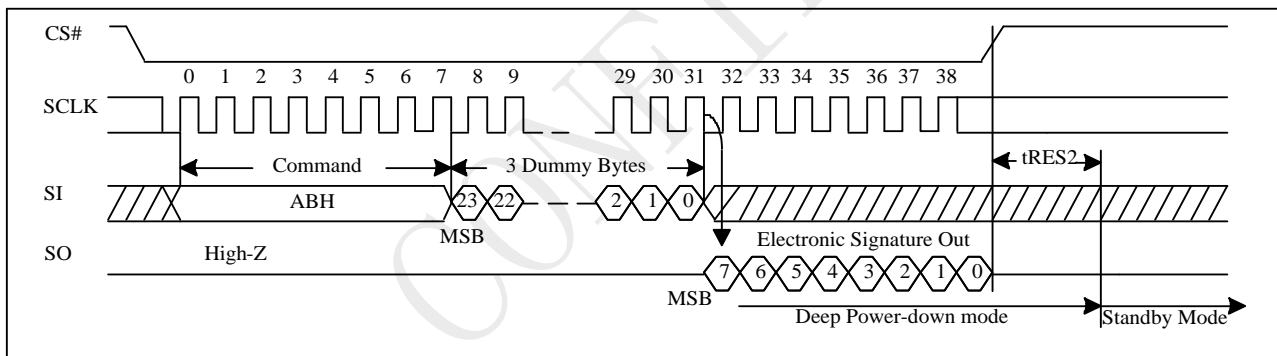 CS#
0 1 2 3 4 5 6 7 8 9 29 30 31 32 33 34 35 36 37 38
SCLK
Command 3 Dummy Bytes tRES2
SI ABH 23 22 2 1 0
MSB
SO High-Z Electronic Signature Out
7 6 5 4 3 2 1 0
MSB
Deep Power-down mode Standby Mode